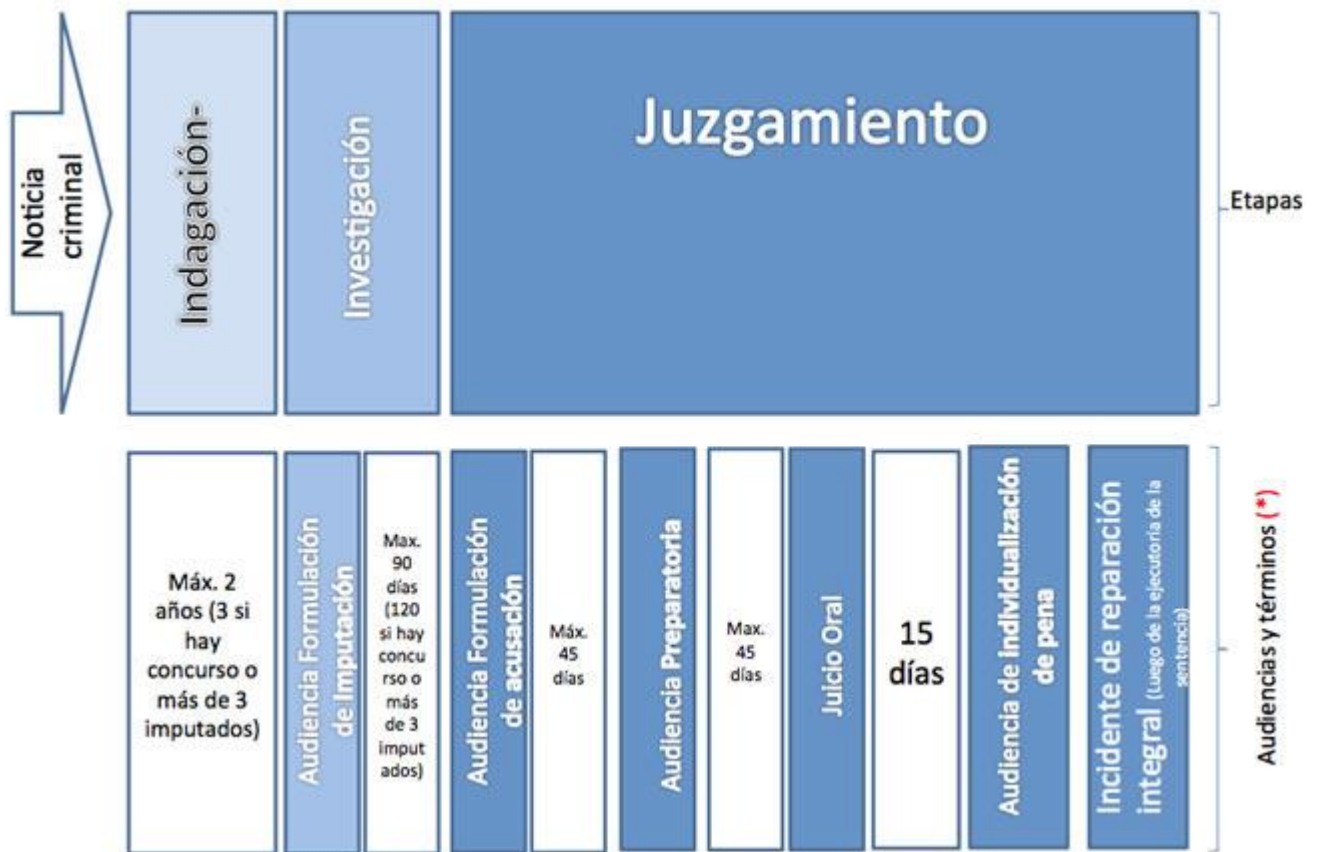 Noticia
criminal
Indagación-
Investigación
Juzgamiento
Etapas
Máx. 2
años (3 si
hay
concurso o
más de 3
imputados)
Audiencia Formulación
de Imputación
Max.
90
días
(120
si hay
concu
rso o
más
de 3
imput
ados)
Audiencia Formulación
de acusación
Máx.
45
días
Audiencia Preparatoria
Max.
45
días
Juicio Oral
15
días
Audiencia de individualización
de pena
Incidente de reparación
integral (Luego de la ejecutoria de la
sentencia)
Audiencias y términos (*)